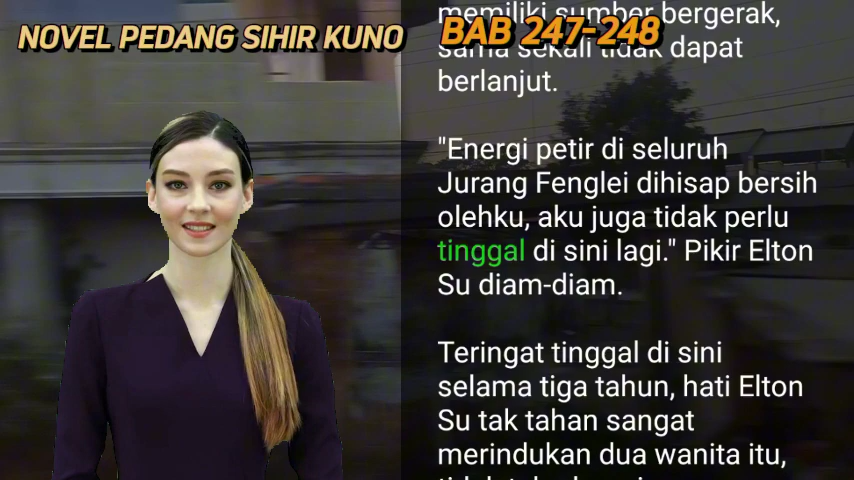 NOVEL PEDANG SIHIR KUNO
BAB 247-248
memiliki sumber bergerak,
sama sekali tidak dapat
berlanjut.
"Energi petir di seluruh
Jurang Fenglei dihisap bersih
olehku, aku juga tidak perlu
tinggal di sini lagi." Pikir Elton
Su diam-diam.
Teringat tinggal di sini
selama tiga tahun, hati Elton
Su tak tahan sangat
merindukan dua wanita itu,